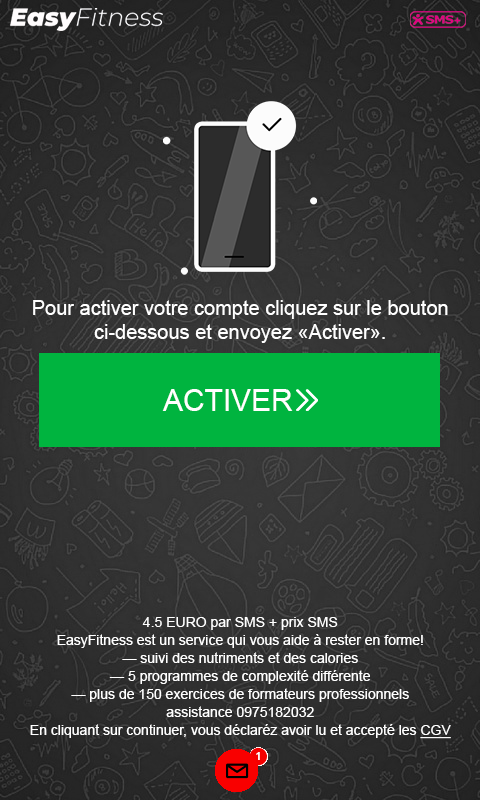 EasyFitness
SMS+
Pour activer votre compte cliquez sur le bouton
ci-dessous et envoyez «Activer».
ACTIVER»
4.5 EURO par SMS + prix SMS
EasyFitness est un service qui vous aide à rester en forme!
— suivi des nutriments et des calories
— 5 programmes de complexité différente
— plus de 150 exercices de formateurs professionnels
assistance 0975182032
En cliquant sur continuer, vous déclaréz avoir lu et accepté les CGV
1